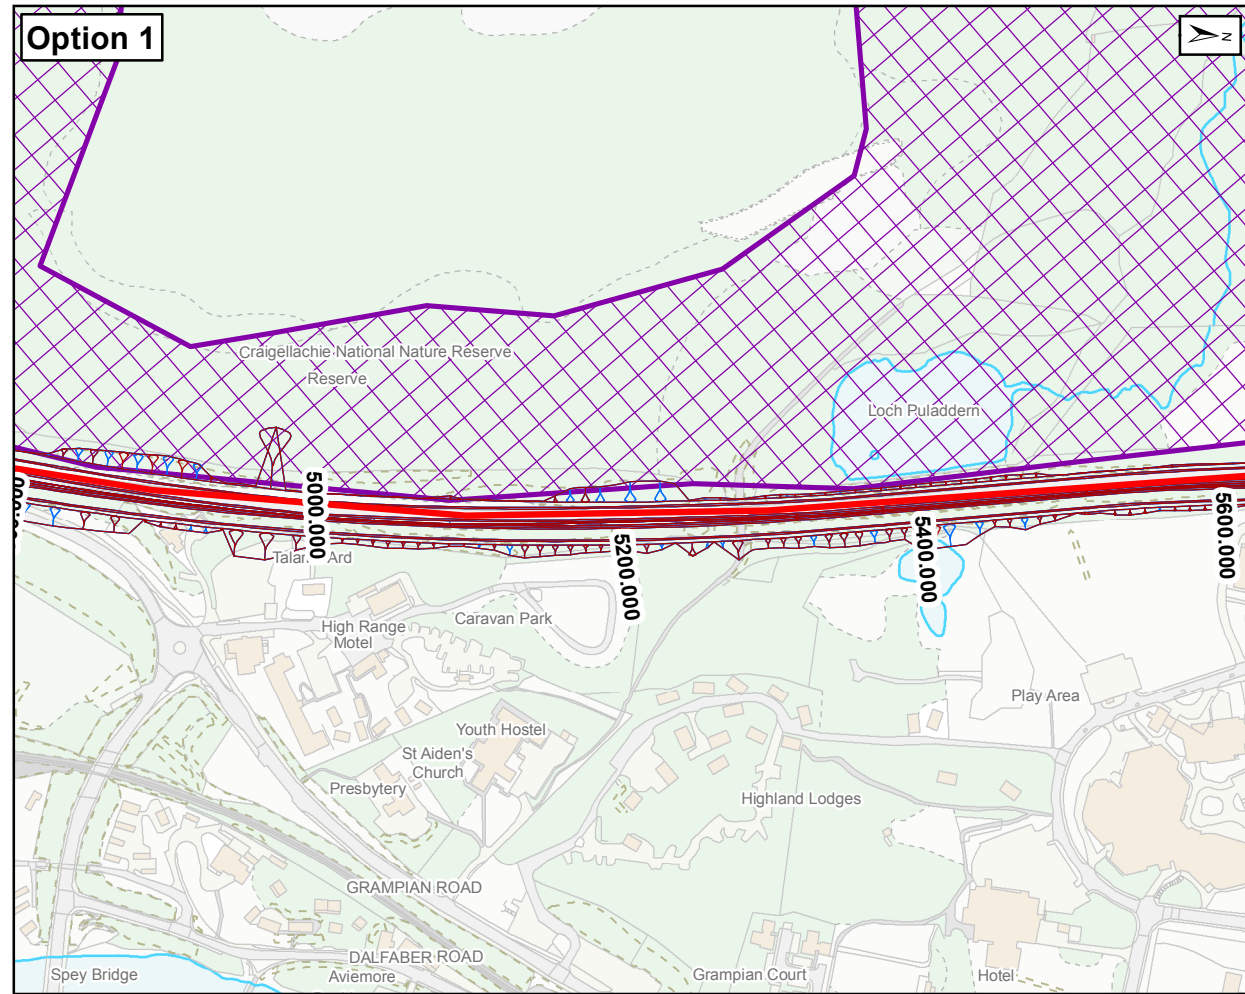 Option 1
N
Craigellachie National Nature Reserve
Reserve
Loch Puladdern
5000.000
5200.000
5400.000
5600.000
High Range
Motel
Caravan Park
Play Area
Youth Hostel
St Aiden's
Church
Presbytery
Highland Lodges
GRAMPIAN ROAD
DALFABER ROAD
Spey Bridge
Aviemore
Grampian Court
Hotel